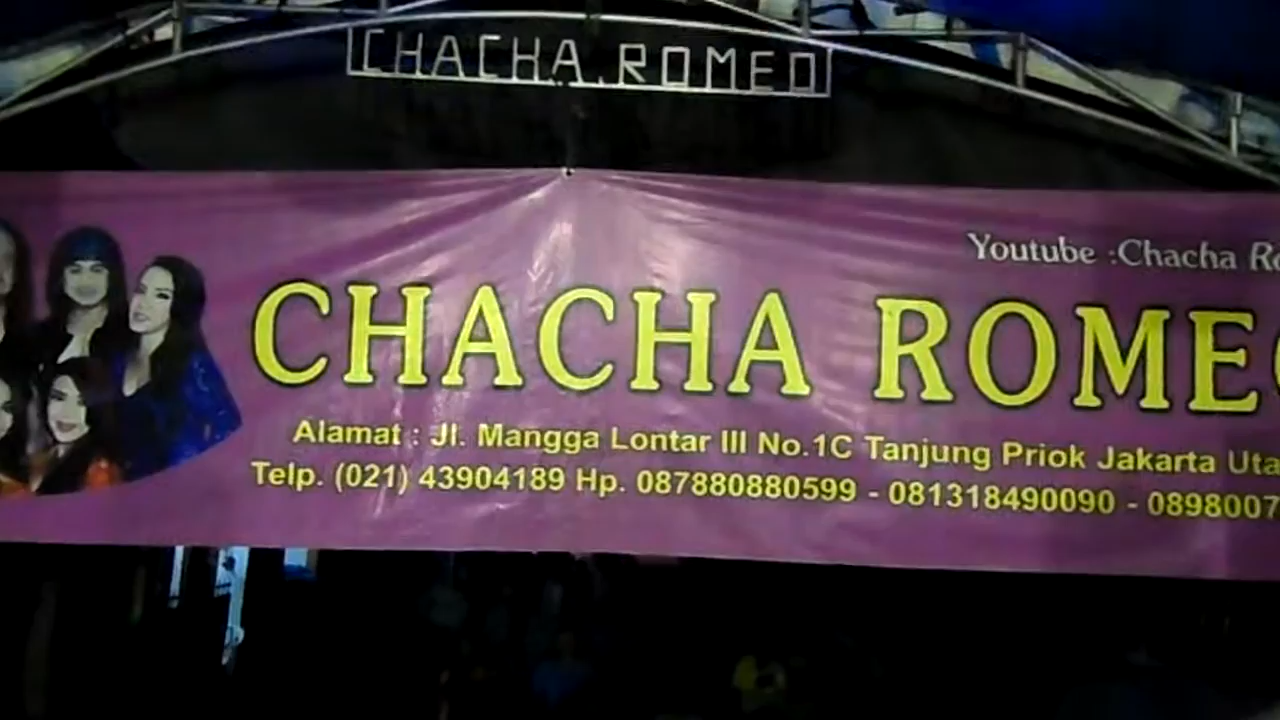 CHACHA ROMEO
Youtube :Chacha
CHACHA ROMEO
Alamat : Jl. Mangga Lontar III No.1C Tanjung Priok Jakarta
Telp. (021) 43904189 Hp. 087880880599 - 081318490090 -